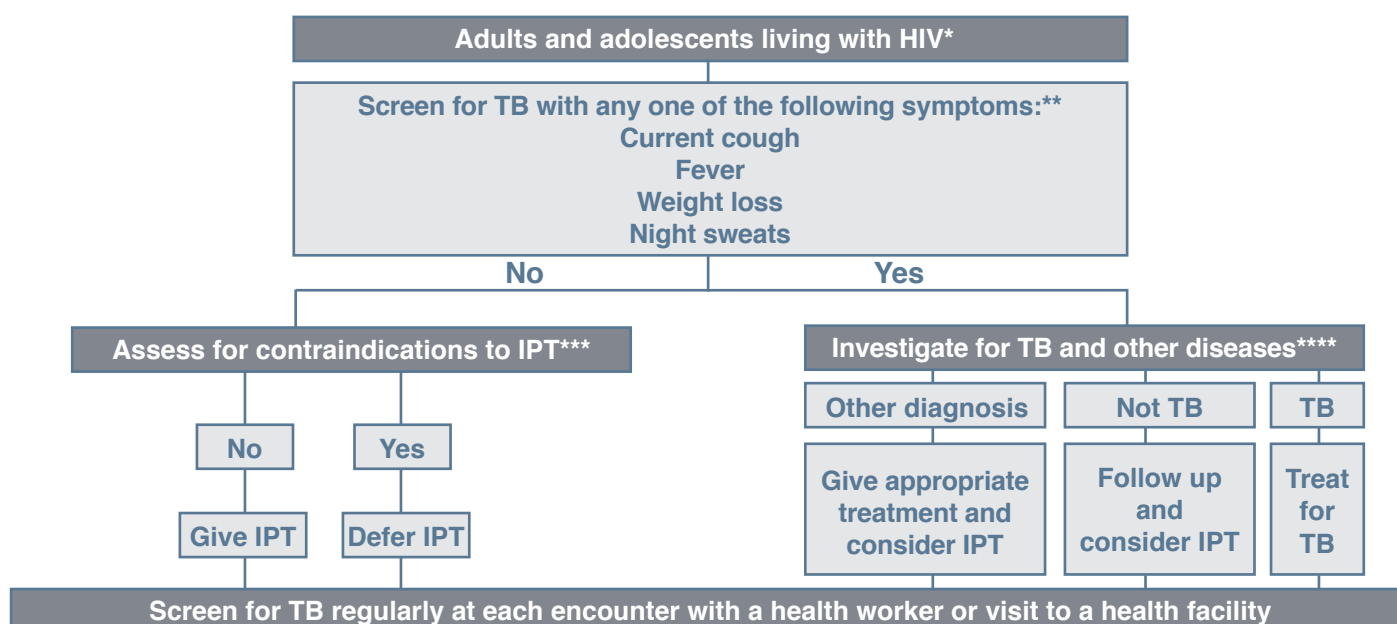 Adults and adolescents living with HIV*
Screen for TB with any one of the following symptoms:**
Current cough
Fever
Weight loss
Night sweats
No
Yes
Assess for contraindications to IPT***
No
Yes
Give IPT
Defer IPT
Investigate for TB and other diseases****
Other diagnosis
Not TB
TB
Give appropriate
treatment and
consider IPT
Follow up
and
consider IPT
Treat
for
TB
Screen for TB regularly at each encounter with a health worker or visit to a health facility